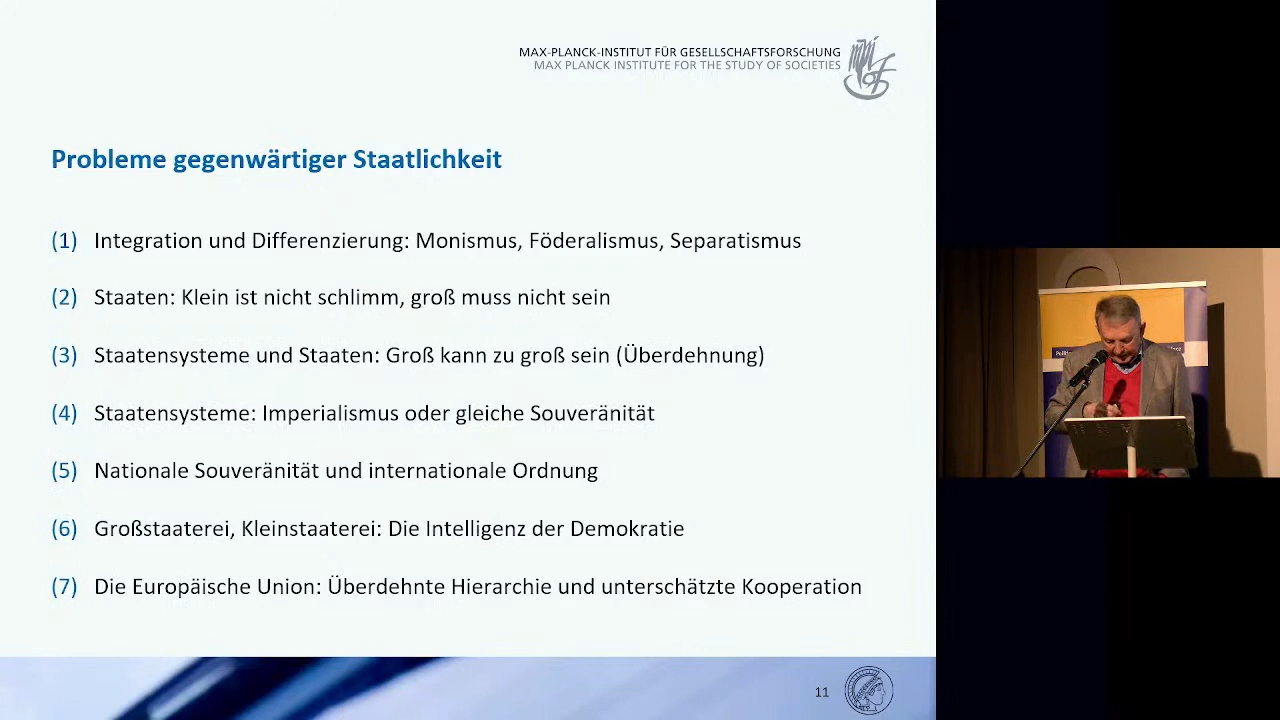 MAX-PLANCK-INSTITUT FÜR GESELLSCHAFTSFORSCHUNG
MAX PLANCK INSTITUTE FOR THE STUDY OF SOCIETIES
Probleme gegenwärtiger Staatlichkeit
(1) Integration und Differenzierung: Monismus, Föderalismus, Separatismus
(2) Staaten: Klein ist nicht schlimm, groß muss nicht sein
(3) Staatensysteme und Staaten: Groß kann zu groß sein (Überdehnung)
(4) Staatensysteme: Imperialismus oder gleiche Souveränität
(5) Nationale Souveränität und internationale Ordnung
(6) Großstaaterei, Kleinstaaterei: Die Intelligenz der Demokratie
(7) Die Europäische Union: Überdehnte Hierarchie und unterschätzte Kooperation
11